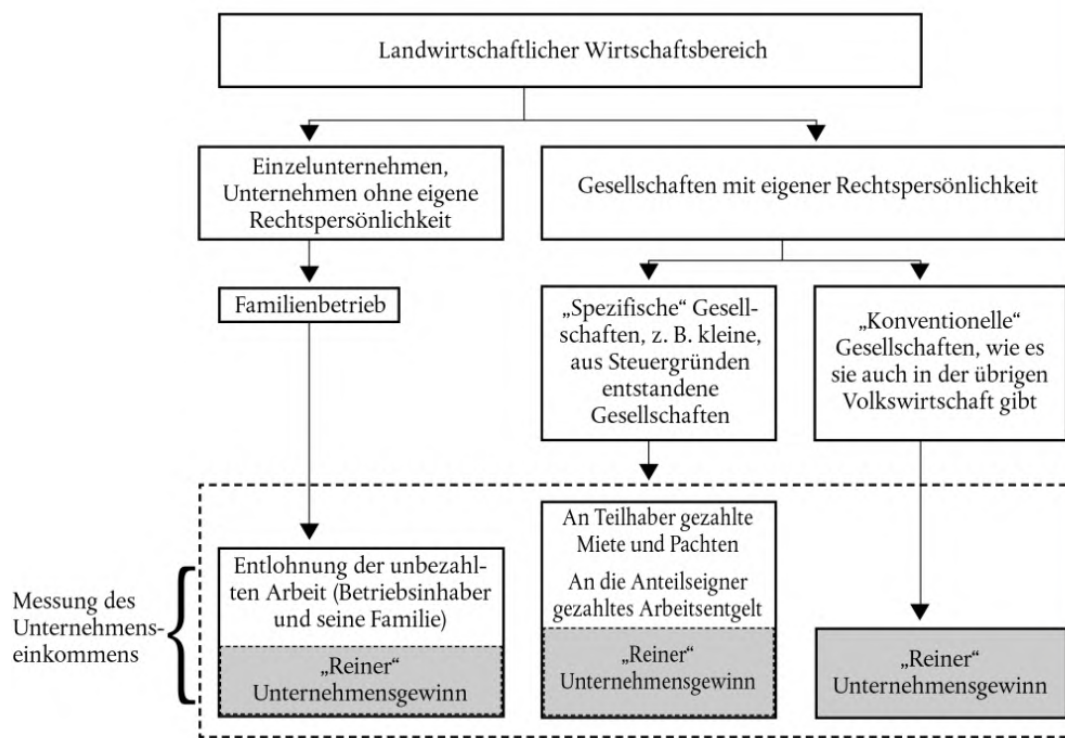 Landwirtschaftlicher Wirtschaftsbereich
Einzelunternehmen,
Unternehmen ohne eigene
Rechtspersönlichkeit
Gesellschaften mit eigener Rechtspersönlichkeit
Familienbetrieb
„Spezifische“ Gesell-
schaften, z. B. kleine,
aus Steuergründen
entstandene
Gesellschaften
„Konventionelle“
Gesellschaften, wie es
sie auch in der übrigen
Volkswirtschaft gibt
Messung des
Unternehmens-
einkommens
Entlohnung der unbezahl-
ten Arbeit (Betriebsinhaber
und seine Familie)
„Reiner“
Unternehmensgewinn
An Teilhaber gezahlte
Miete und Pachten
An die Anteilseigner
gezahltes Arbeitsentgelt
„Reiner“
Unternehmensgewinn
„Reiner“
Unternehmensgewinn